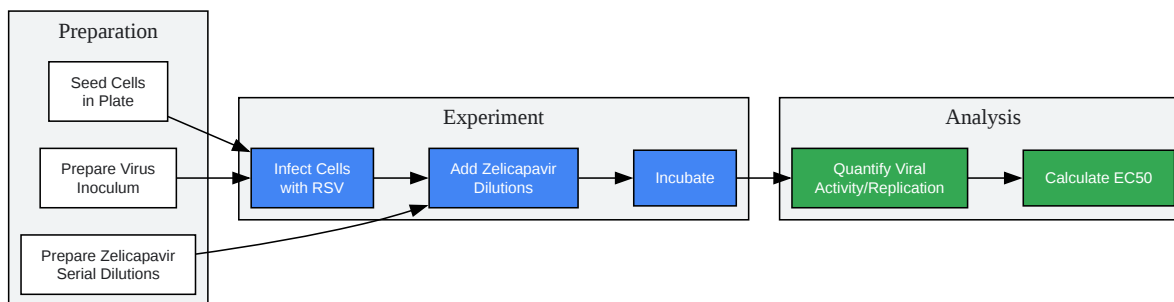 Preparation
Seed Cells
in Plate
Prepare Virus
Inoculum
Prepare Zelicapavir
Serial Dilutions
Experiment
Infect Cells
with RSV
Add Zelicapavir
Dilutions
Incubate
Analysis
Quantify Viral
Activity/Replication
Calculate EC50